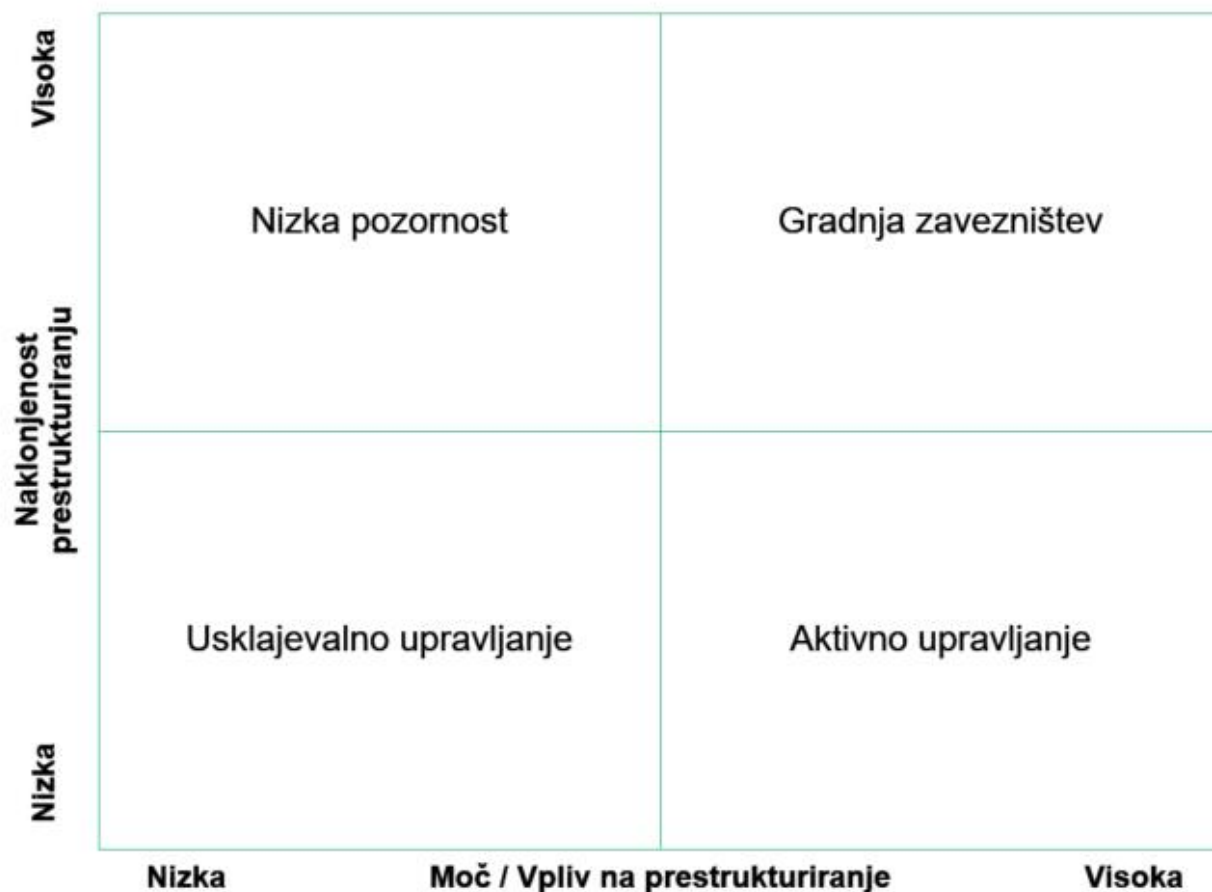 Visoka
Nizka pozornost
Gradnja zavezništev
Naklonjenost
prestrukturiranju
Usklajevalno upravljanje
Aktivno upravljanje
Nizka
Nizka
Moč / Vpliv na prestrukturiranje
Visoka